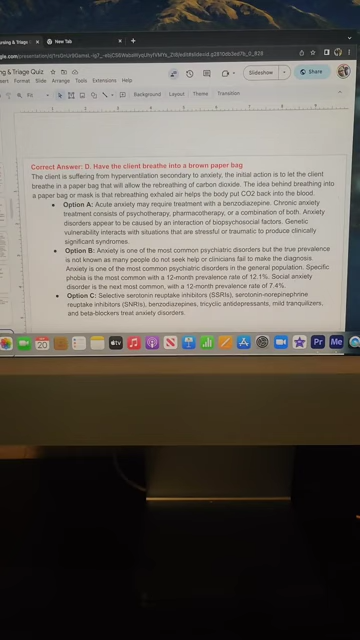 rsing & Triage
New Tab
ng & Triage Quiz
Slide Arrange Tools Extensions Help
Slideshow
Share
Fit
Background Layout Theme Transition
Correct Answer: D. Have the client breathe into a brown paper bag
The client is suffering from hyperventilation secondary to anxiety, the initial action is to let the client
breathe in a paper bag that will allow the rebreathing of carbon dioxide. The idea behind breathing into
a paper bag or mask is that rebreathing exhaled air helps the body put CO2 back into the blood.
Option A: Acute anxiety may require treatment with a benzodiazepine. Chronic anxiety
treatment consists of psychotherapy, pharmacotherapy, or a combination of both. Anxiety
disorders appear to be caused by an interaction of biopsychosocial factors. Genetic
vulnerability interacts with situations that are stressful or traumatic to produce clinically
significant syndromes.
Option B: Anxiety is one of the most common psychiatric disorders but the true prevalence
is not known as many people do not seek help or clinicians fail to make the diagnosis.
Anxiety is one of the most common psychiatric disorders in the general population. Specific
phobia is the most common with a 12-month prevalence rate of 12.1%. Social anxiety
disorder is the next most common, with a 12-month prevalence rate of 7.4%.
Option C: Selective serotonin reuptake inhibitors (SSRIs), serotonin-norepinephrine
reuptake inhibitors (SNRIs), benzodiazepines, tricyclic antidepressants, mild tranquilizers,
and beta-blockers treat anxiety disorders.
20
tv
Pr
Me